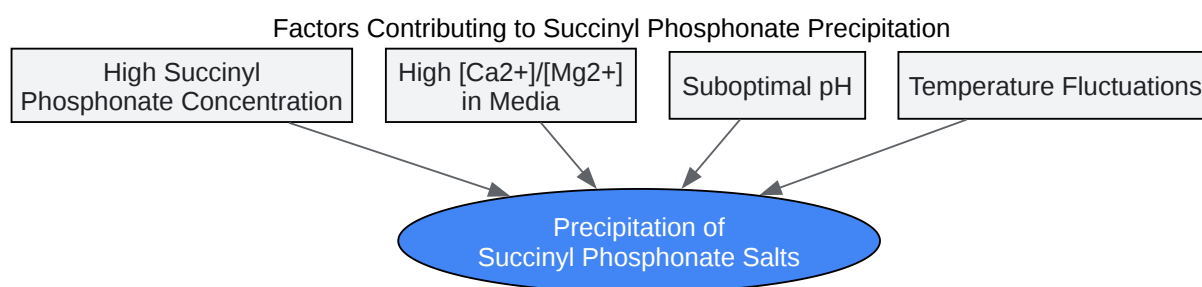 Factors Contributing to Succinyl Phosphonate Precipitation
High Succinyl
Phosphonate Concentration
High [Ca2+]/[Mg2+]
in Media
Suboptimal pH
Temperature Fluctuations
Precipitation of
Succinyl Phosphonate Salts